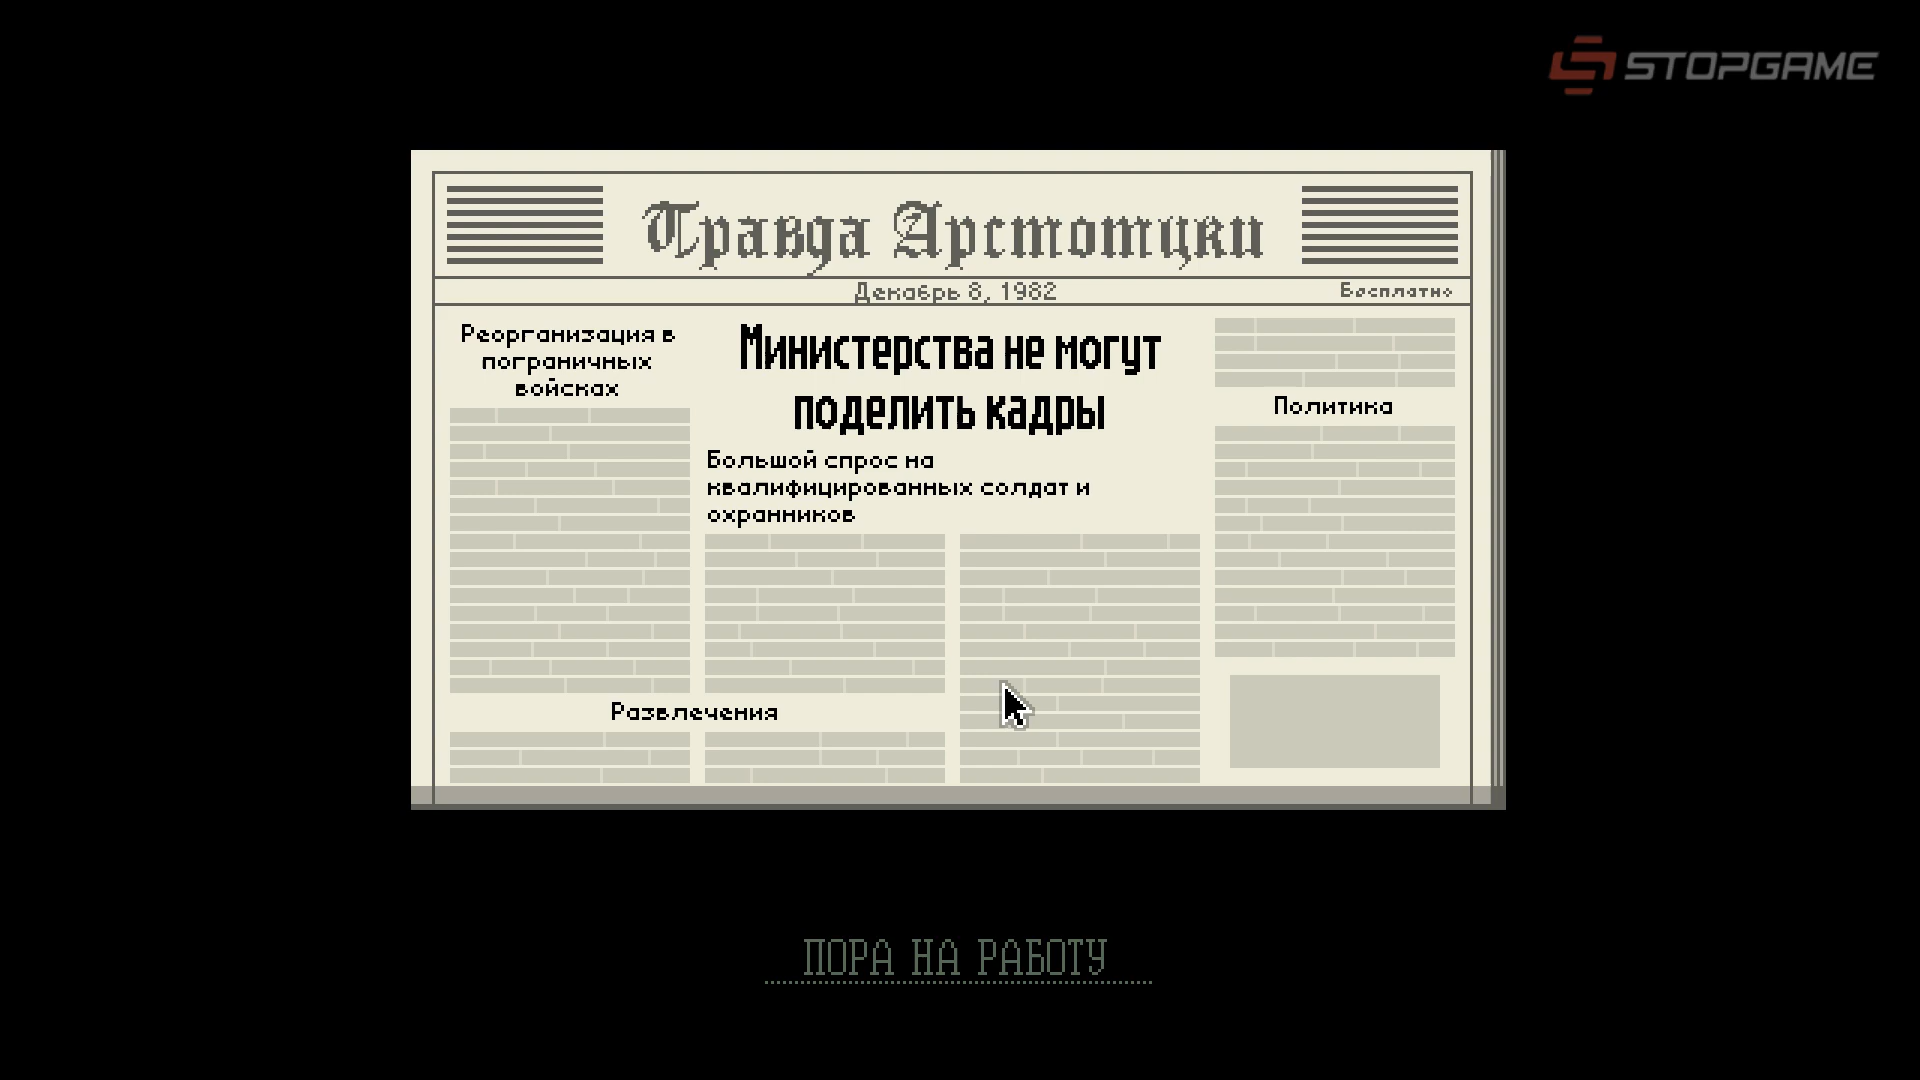 STOPGAME
Правда Арстотцки
Декабрь 8, 1982
Бесплатно
Реорганизация в
пограничных
войсках
Министерства не могут
поделить кадры
Большой спрос на
квалифицированных солдат и
охранников
Политика
Развлечения
ПОРА НА РАБОТУ